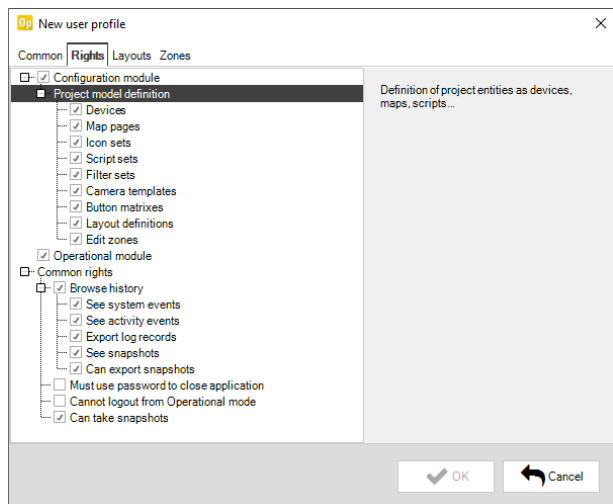 Op New user profile
Common Rights Layouts Zones
Configuration module
Project model definition
Devices
Map pages
Icon sets
Script sets
Filter sets
Camera templates
Button matrixes
Layout definitions
Edit zones
Operational module
Common rights
Browse history
See system events
See activity events
Export log records
See snapshots
Can export snapshots
Must use password to close application
Cannot logout from Operational mode
Can take snapshots
Definition of project entities as devices,
maps, scripts...
OK Cancel